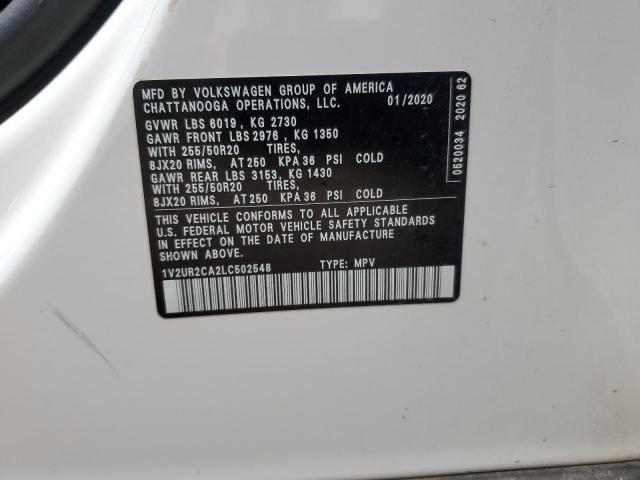 MFD BY VOLKSWAGEN GROUP OF AMERICA
CHATTANOOGA OPERATIONS, LLC. 01/2020
GVWR LBS 6019 , KG 2730
GAWR FRONT LBS 2976 , KG 1350
WITH 255/50R20 TIRES,
8JX20 RIMS, AT 250 KPA 36 PSI COLD
GAWR REAR LBS 3153, KG 1430
WITH 255/50R20 TIRES,
8JX20 RIMS, AT 250 KPA 36 PSI COLD
THIS VEHICLE CONFORMS TO ALL APPLICABLE
U.S. FEDERAL MOTOR VEHICLE SAFETY STANDARDS
IN EFFECT ON THE DATE OF MANUFACTURE
SHOWN ABOVE.
1V2UR2CA2LC502548 TYPE: MPV
0520034 2020 62